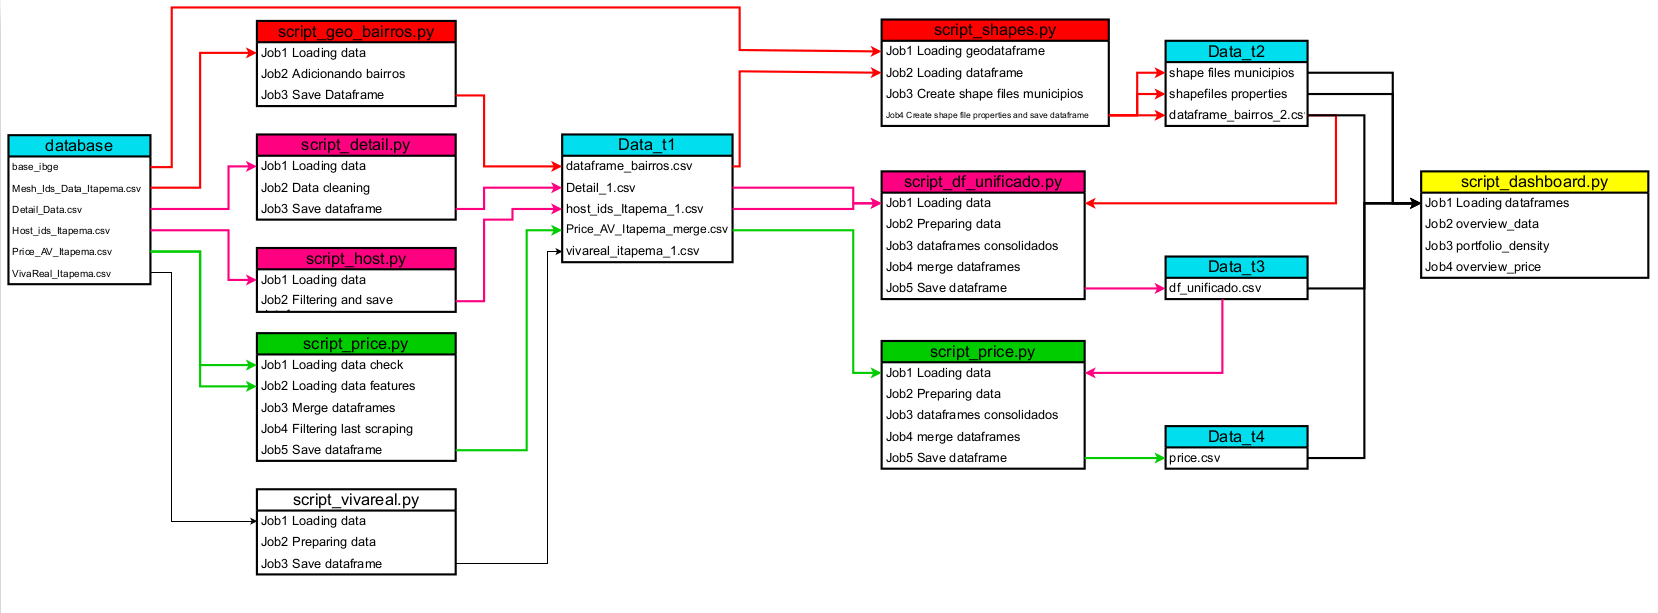 database
base_ibge
Mesh_Ids_Data_Itapema.csv
Detail_Data.csv
Host_ids_Itapema.csv
Price_AV_Itapema.csv
VivaReal_Itapema.csv
script_geo_bairros.py
Job1 Loading data
Job2 Adicionando bairros
Job3 Save Dataframe
script_detail.py
Job1 Loading data
Job2 Data cleaning
Job3 Save dataframe
script_host.py
Job1 Loading data
Job2 Filtering and save
script_price.py
Job1 Loading data check
Job2 Loading data features
Job3 Merge dataframes
Job4 Filtering last scraping
Job5 Save dataframe
script_vivareal.py
Job1 Loading data
Job2 Preparing data
Job3 Save dataframe
Data_t1
dataframe_bairros.csv
Detail_1.csv
host_ids_Itapema_1.csv
Price_AV_Itapema_merge.csv
vivareal_itapema_1.csv
script_shapes.py
Job1 Loading geodataframe
Job2 Loading dataframe
Job3 Create shape files municipios
Job4 Create shape file properties and save dataframe
script_df_unificado.py
Job1 Loading data
Job2 Preparing data
Job3 dataframes consolidados
Job4 merge dataframes
Job5 Save dataframe
script_price.py
Job1 Loading data
Job2 Preparing data
Job3 dataframes consolidados
Job4 merge dataframes
Job5 Save dataframe
Data_t2
shape files municipios
shapefiles properties
dataframe_bairros_2.csv
Data_t3
df_unificado.csv
Data_t4
price.csv
script_dashboard.py
Job1 Loading dataframes
Job2 overview_data
Job3 portfolio_density
Job4 overview_price